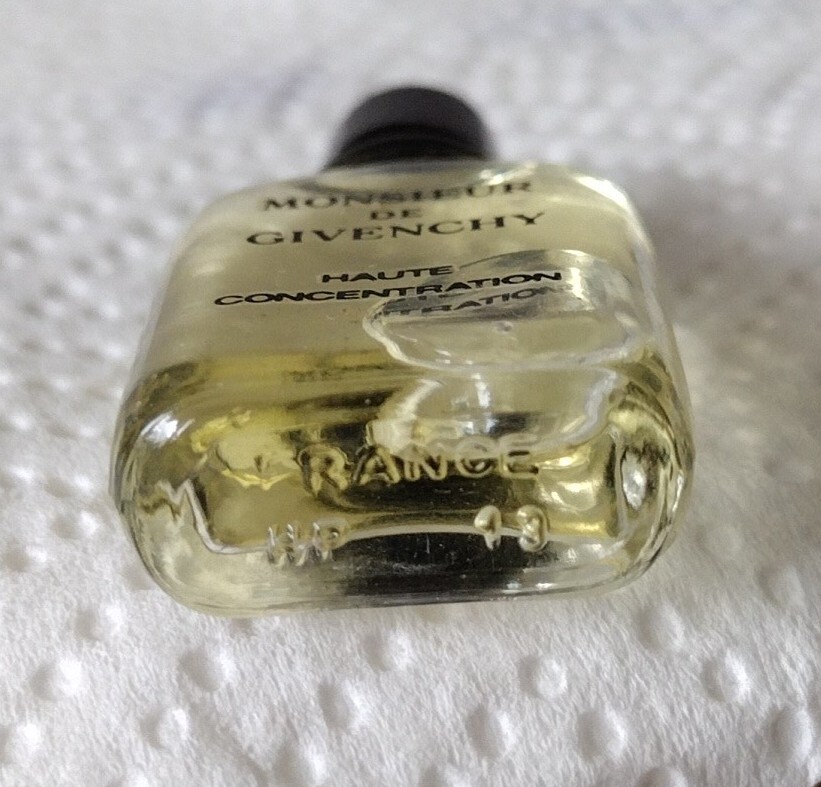 MONSIEUR
DE
GIVENCHY
HAUTE
CONCENTRATION
FRANCE
HP 13